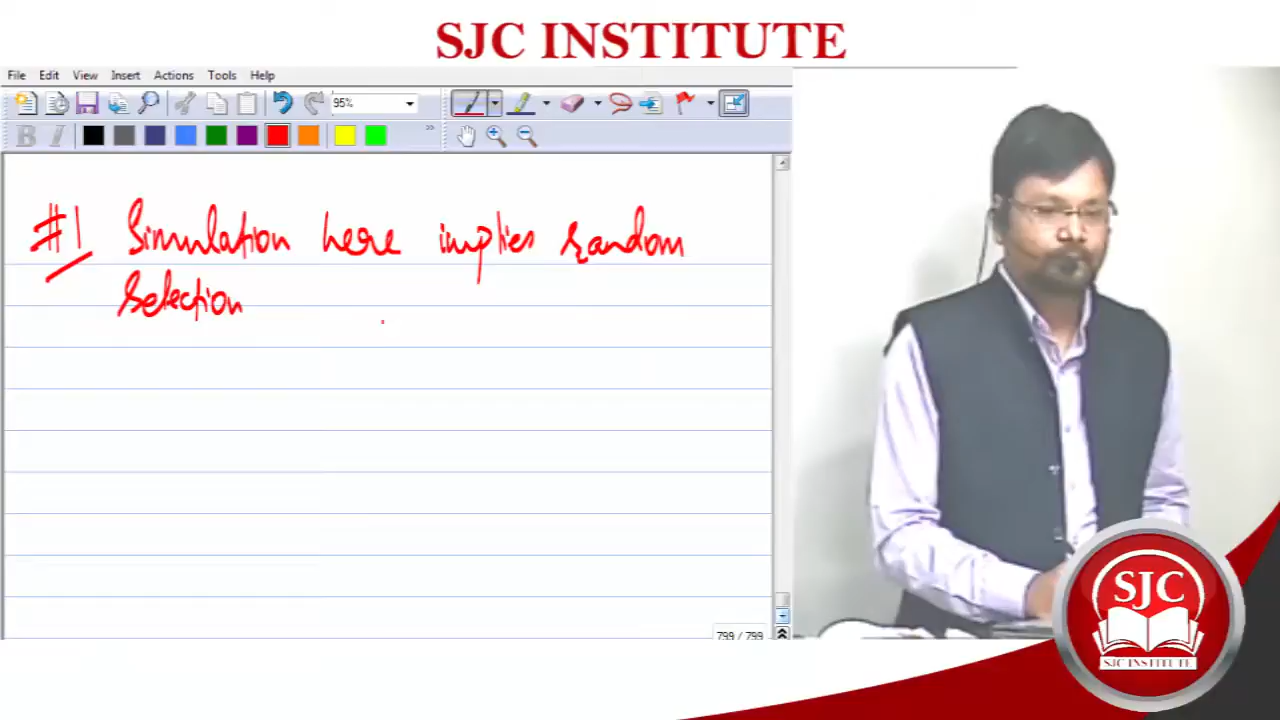 SJC INSTITUTE
File Edit View Insert Actions Tools Help
95%
B I
#1 Simulation here implies random
Selection
799 / 799
SJC
SJC INSTITUTE